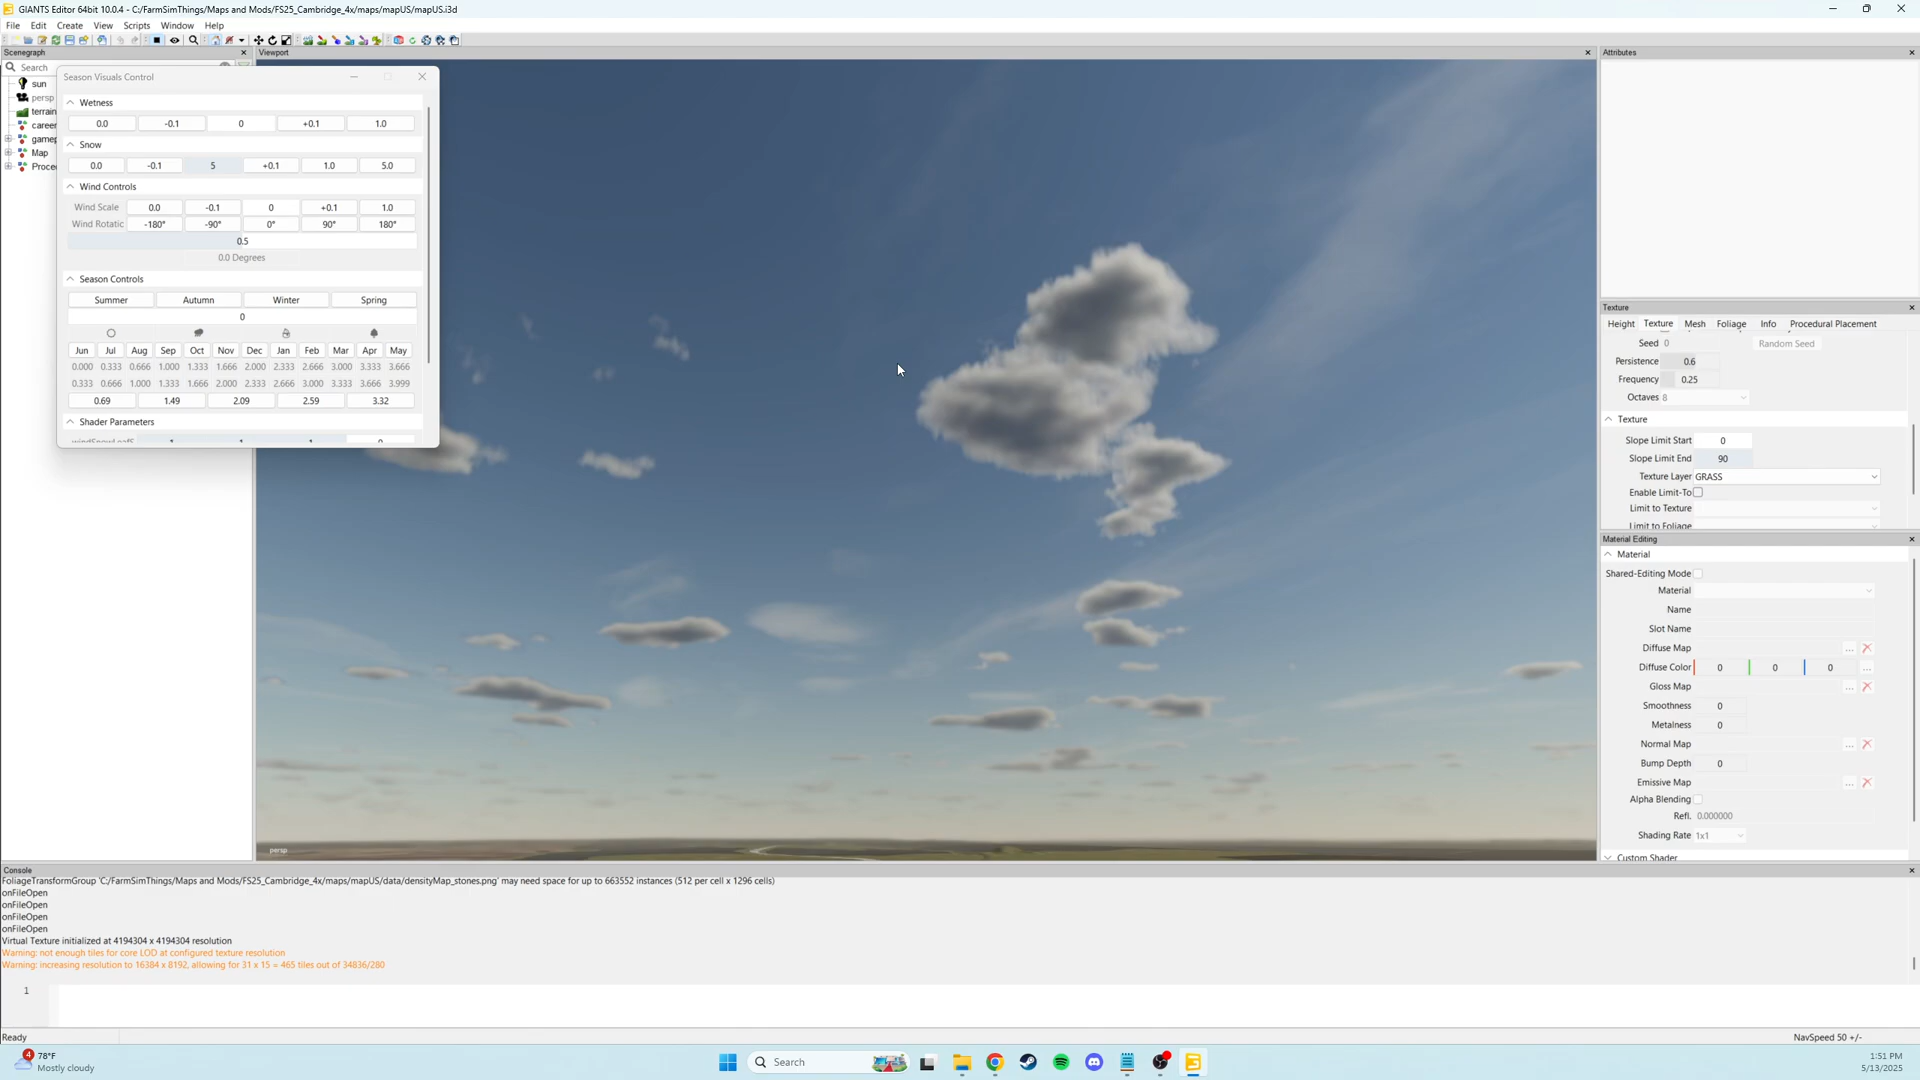 GIANTS Editor 64bit 10.0.4 - C:/FarmSimThings/Maps and Mods/FS25_Cambridge_4x/maps/mapUS/mapUS.i3d
File Edit Create View Scripts Window Help
Scenegraph
Search
sun
persp
terrain
career
gamep
Map
Proce
Viewport
Season Visuals Control
Wetness
0.0 -0.1 0 +0.1 1.0
Snow
0.0 -0.1 5 +0.1 1.0 5.0
Wind Controls
Wind Scale 0.0 -0.1 0 +0.1 1.0
Wind Rotatic -180° -90° 0° 90° 180°
0.5
0.0 Degrees
Season Controls
Summer Autumn Winter Spring
0
Jun Jul Aug Sep Oct Nov Dec Jan Feb Mar Apr May
0.000 0.333 0.666 1.000 1.333 1.666 2.000 2.333 2.666 3.000 3.333 3.666
0.333 0.666 1.000 1.333 1.666 2.000 2.333 2.666 3.000 3.333 3.666 3.999
0.69 1.49 2.09 2.59 3.32
Shader Parameters
persp
Attributes
Texture
Height Texture Mesh Foliage Info Procedural Placement
Seed 0 Random Seed
Persistence 0.6
Frequency 0.25
Octaves 8
Texture
Slope Limit Start 0
Slope Limit End 90
Texture Layer GRASS
Enable Limit-To
Limit to Texture
Limit to Foliage
Material Editing
Material
Shared-Editing Mode
Material
Name
Slot Name
Diffuse Map ...
Diffuse Color 0 0 0 ...
Gloss Map ...
Smoothness 0
Metalness 0
Normal Map ...
Bump Depth 0
Emissive Map ...
Alpha Blending
Refl. 0.000000
Shading Rate 1x1
Custom Shader
Console
FoliageTransformGroup 'C:/FarmSimThings/Maps and Mods/FS25_Cambridge_4x/maps/mapUS/data/densityMap_stones.png' may need space for up to 663552 instances (512 per cell x 1296 cells)
onFileOpen
onFileOpen
onFileOpen
onFileOpen
Virtual Texture initialized at 4194304 x 4194304 resolution
Warning: not enough tiles for core LOD at configured texture resolution
Warning: increasing resolution to 16384 x 8192, allowing for 31 x 15 = 465 tiles out of 34836/280
1
Ready
NavSpeed 50 +/-
4
78°F
Mostly cloudy
Search
1:51 PM
5/13/2025